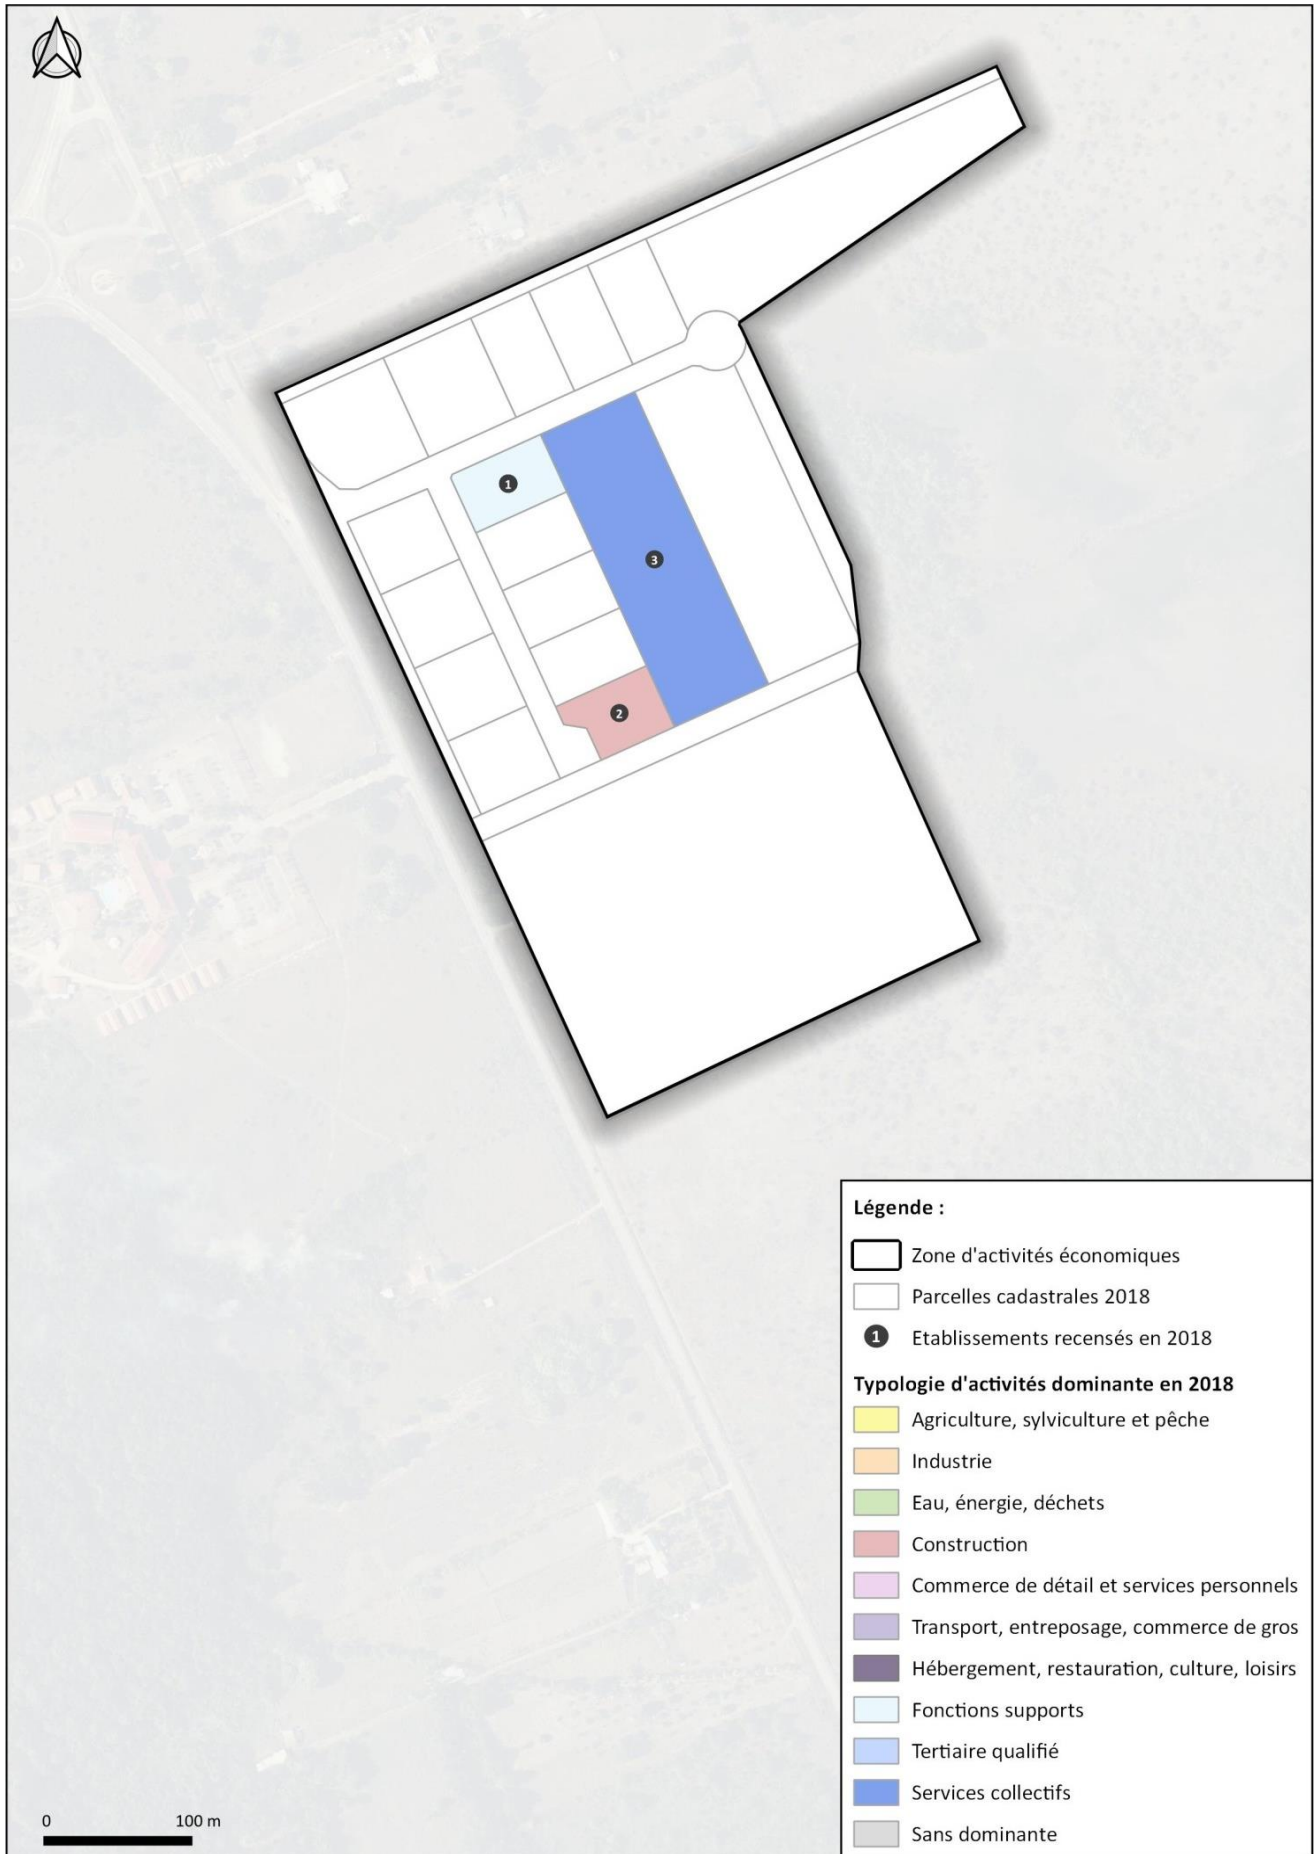 1
3
2
Légende :
Zone d'activités économiques
Parcelles cadastrales 2018
1 Etablissements recensés en 2018
Typologie d'activités dominante en 2018
Agriculture, sylviculture et pêche
Industrie
Eau, énergie, déchets
Construction
Commerce de détail et services personnels
Transport, entreposage, commerce de gros
Hébergement, restauration, culture, loisirs
Fonctions supports
Tertiaire qualifié
Services collectifs
Sans dominante
0 100 m